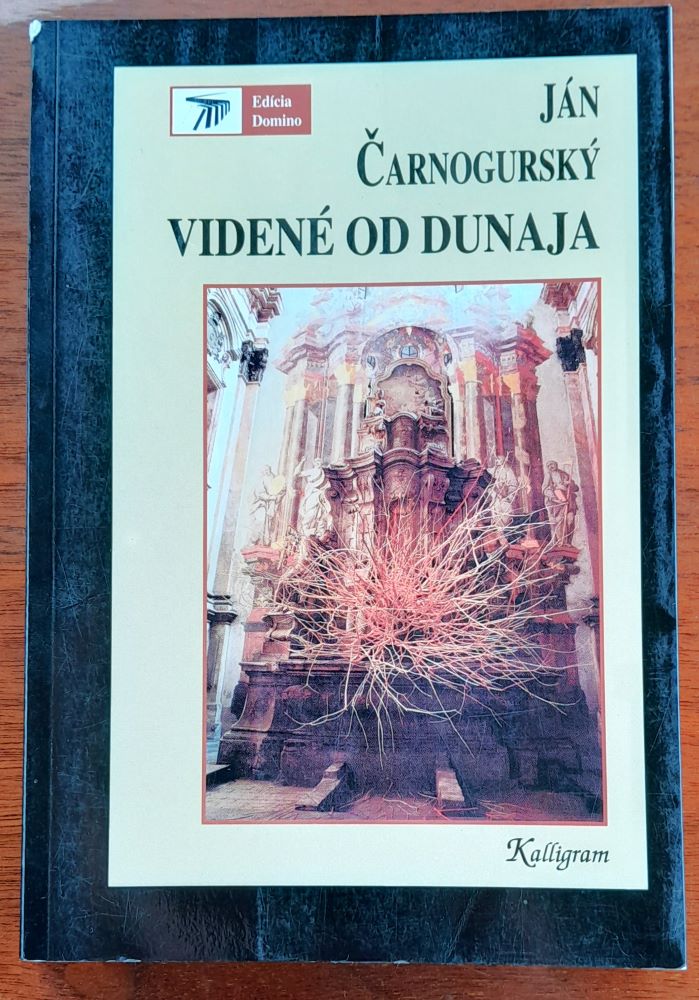 Edícia
Domino
JÁN
ČARNOGURSKÝ
VIDENÉ OD DUNAJA
Kalligram